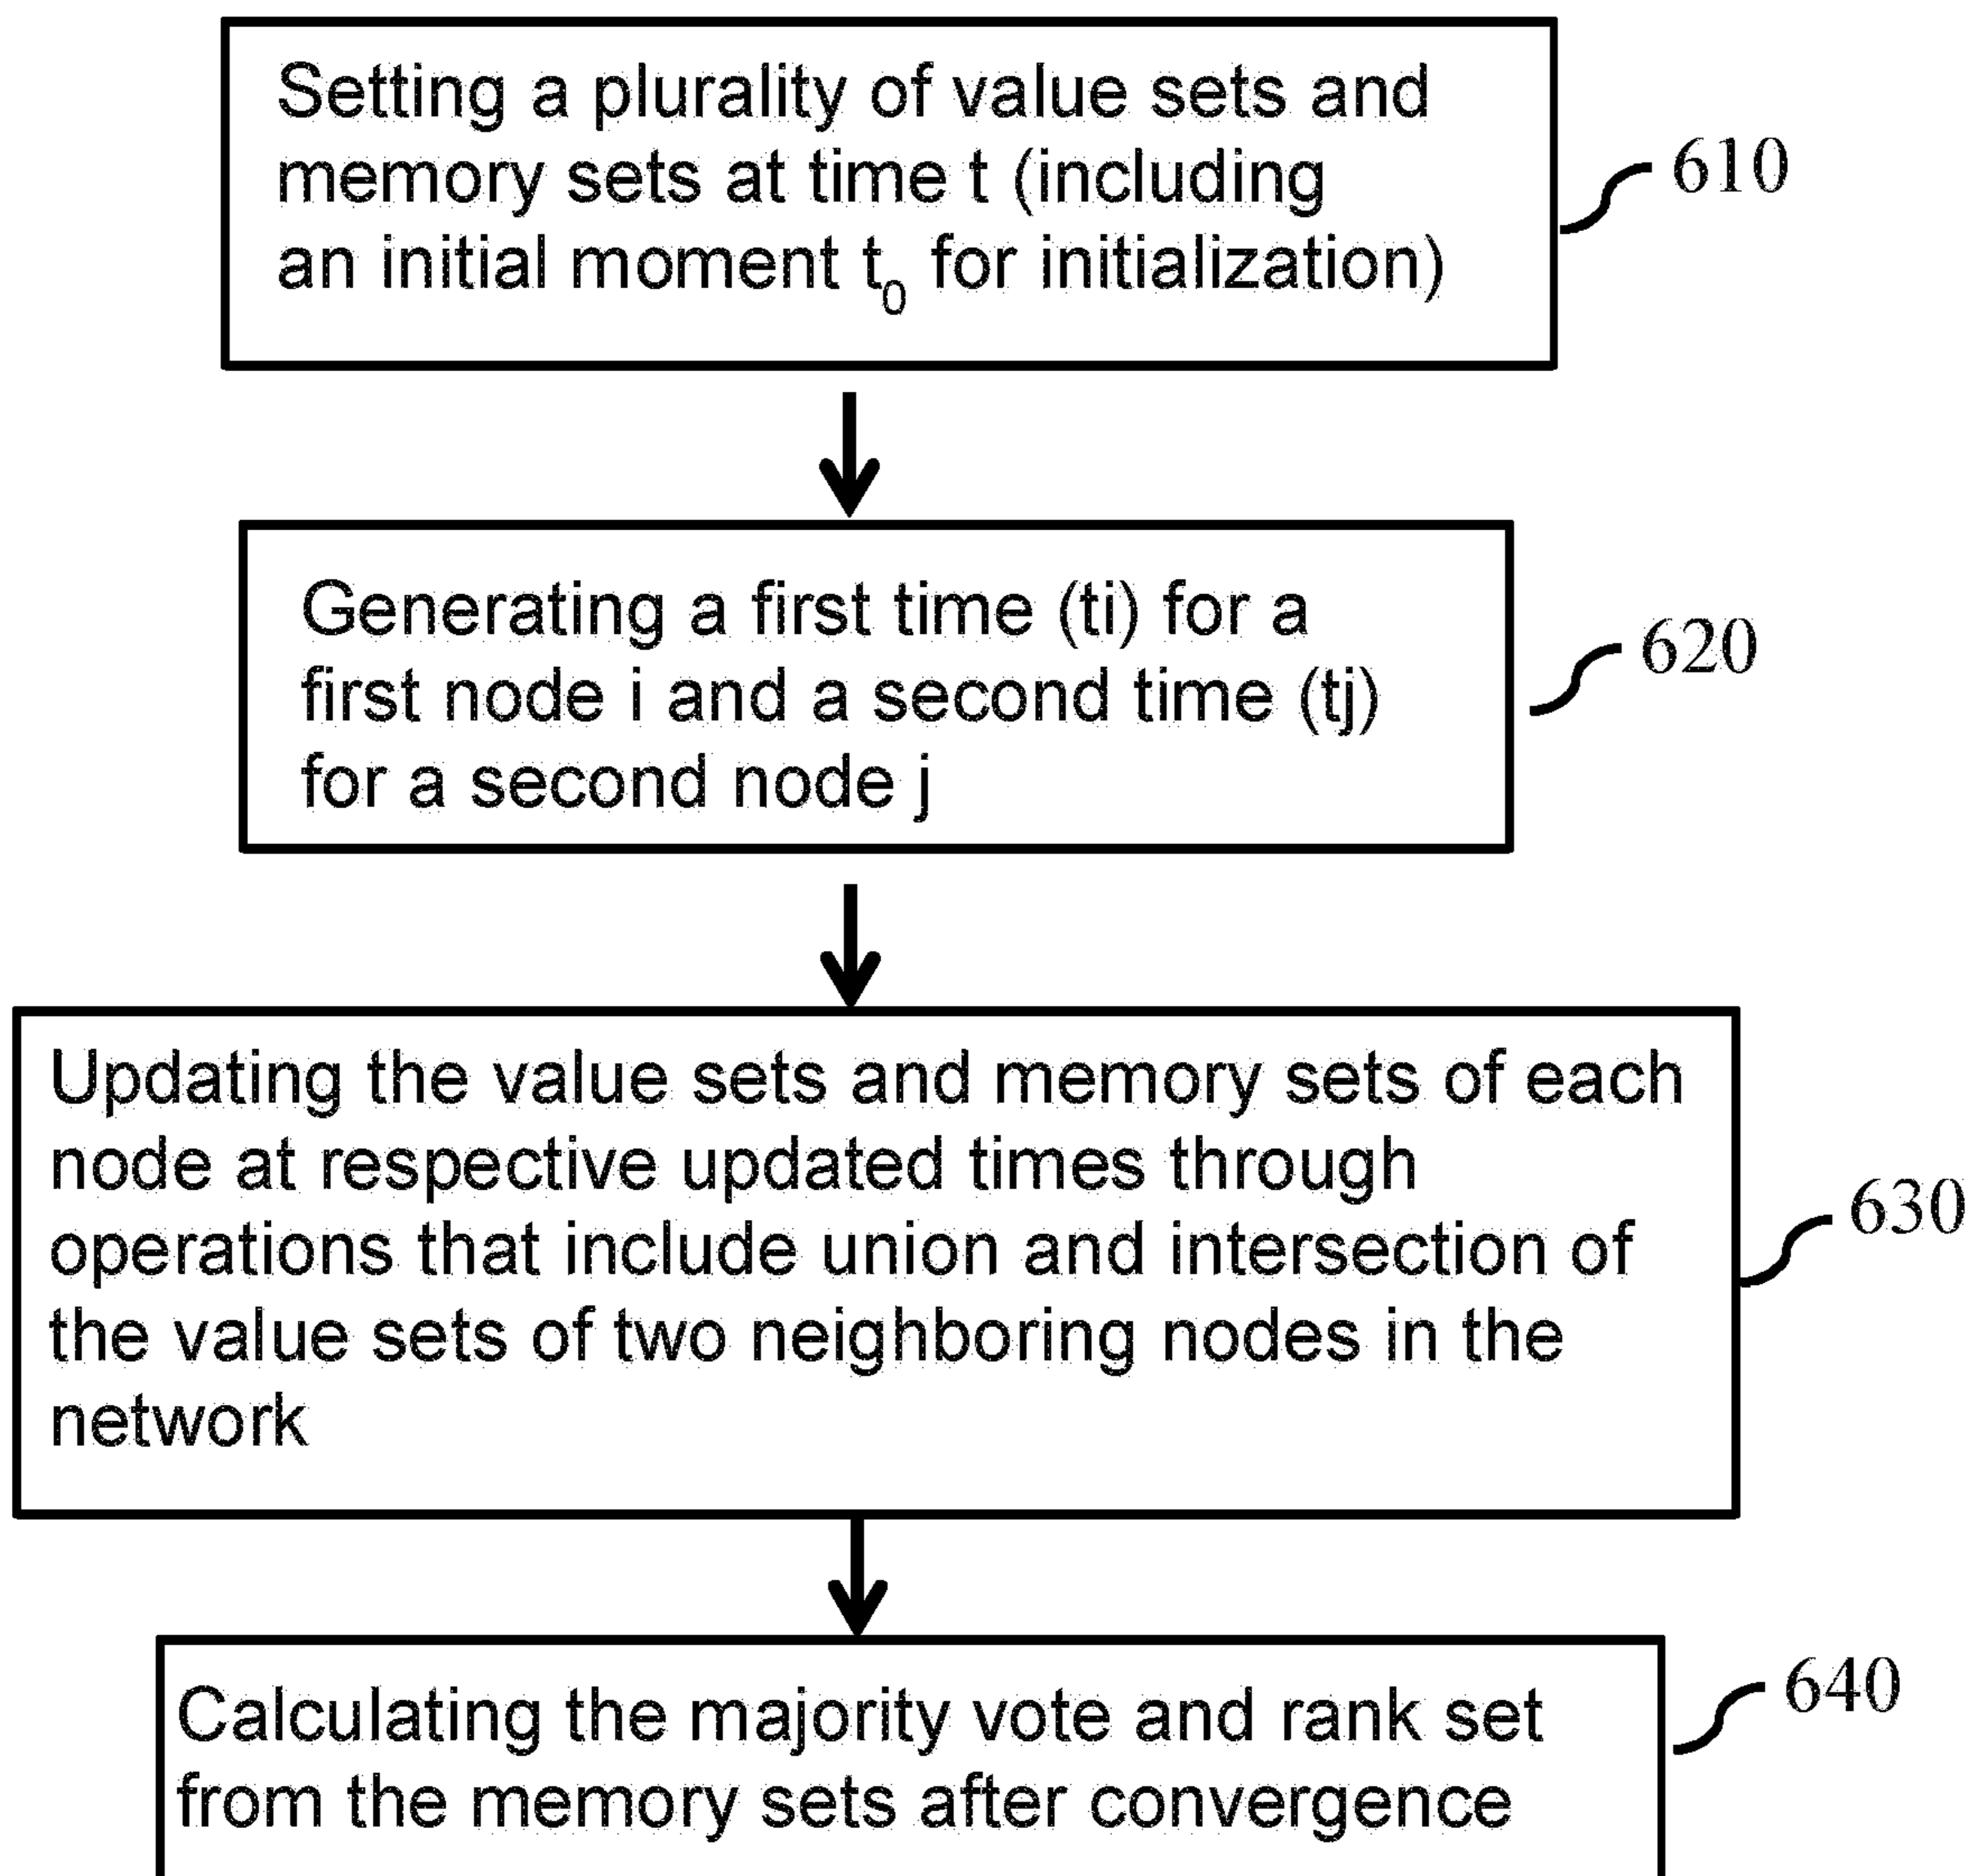 Setting a plurality of value sets and
memory sets at time t (including
an initial moment t₀ for initialization)
610
Generating a first time (ti) for a
first node i and a second time (tj)
for a second node j
620
Updating the value sets and memory sets of each
node at respective updated times through
operations that include union and intersection of
the value sets of two neighboring nodes in the
network
630
Calculating the majority vote and rank set
from the memory sets after convergence
640